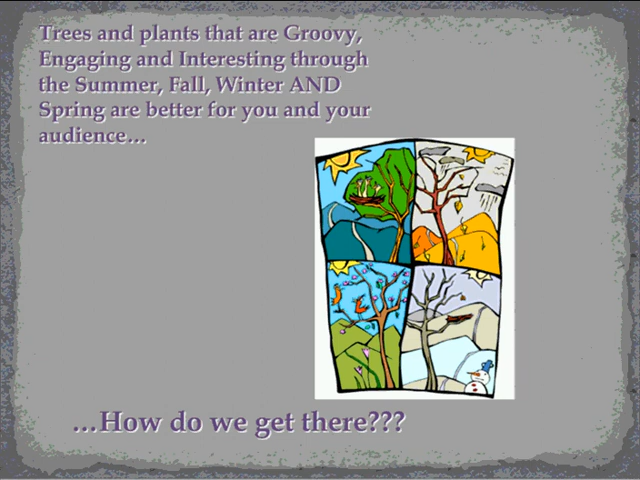 Trees and plants that are Groovy,
Engaging and Interesting through
the Summer, Fall, Winter AND
Spring are better for you and your
audience…
…How do we get there???